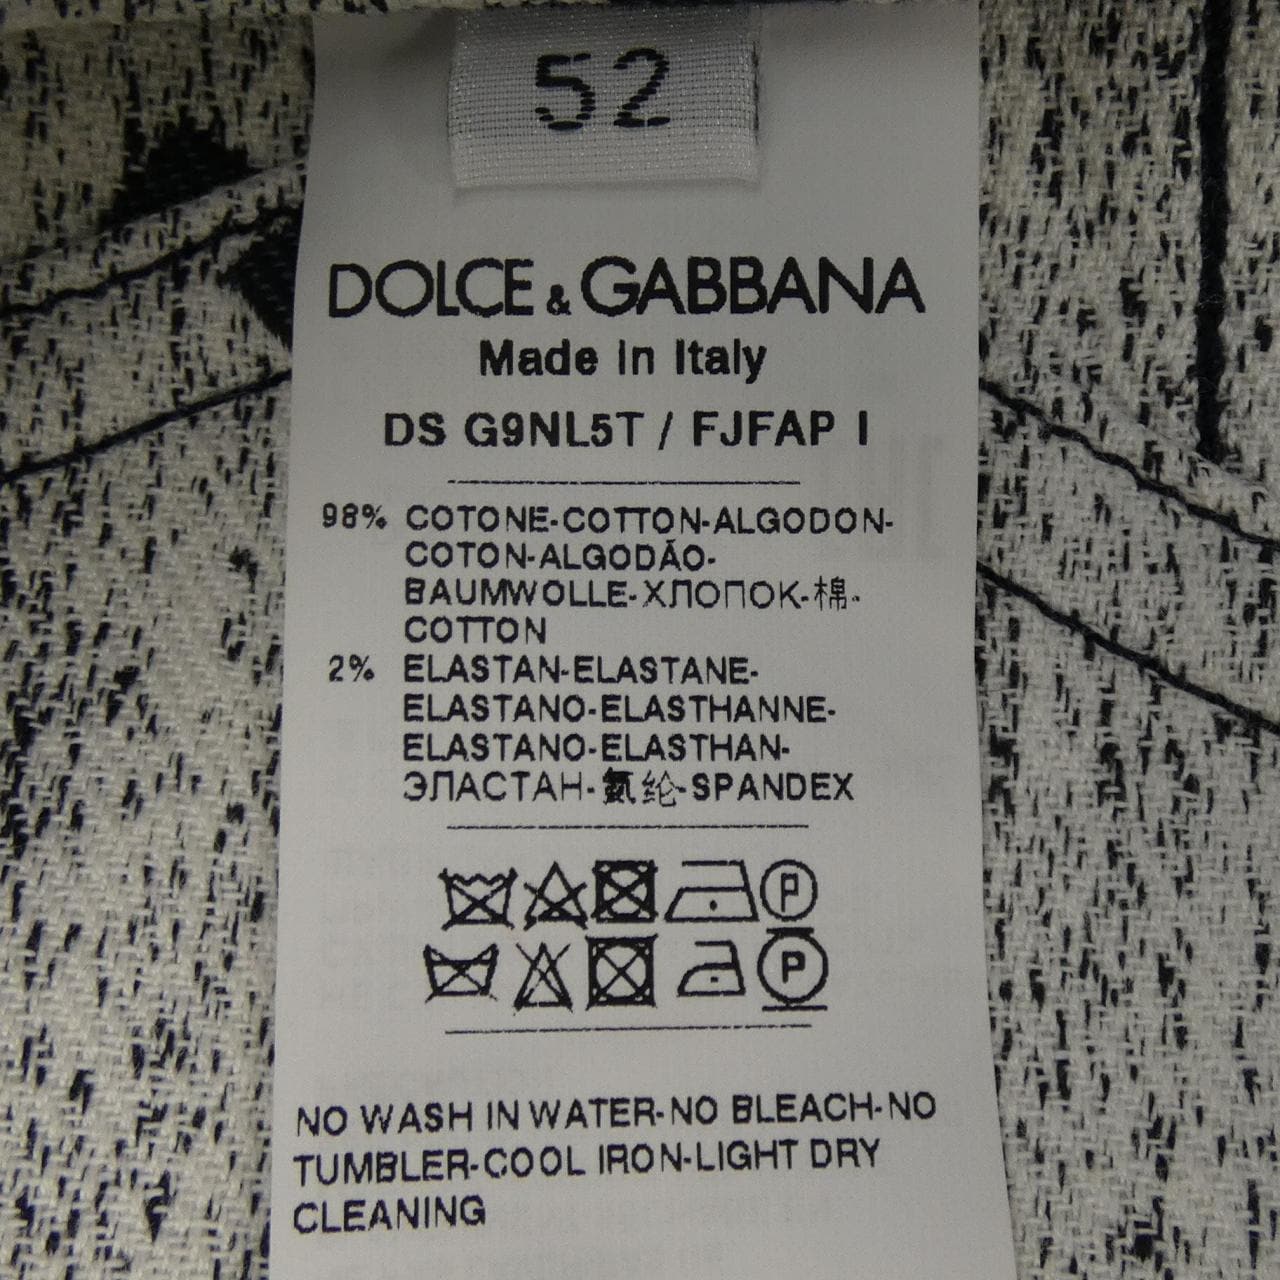 52
DOLCE & GABBANA
Made in Italy
DS G9NL5T / FJFAP I
98% COTONE-COTTON-ALGODON-
COTON-ALGODÃO-
BAUMWOLLE-ХЛОПОК-棉-
COTTON
2% ELASTAN-ELASTANE-
ELASTANO-ELASTHANNE-
ELASTANO-ELASTHAN-
ЭЛАСТАН-氨纶-SPANDEX
P
P
NO WASH IN WATER-NO BLEACH-NO
TUMBLER-COOL IRON-LIGHT DRY
CLEANING